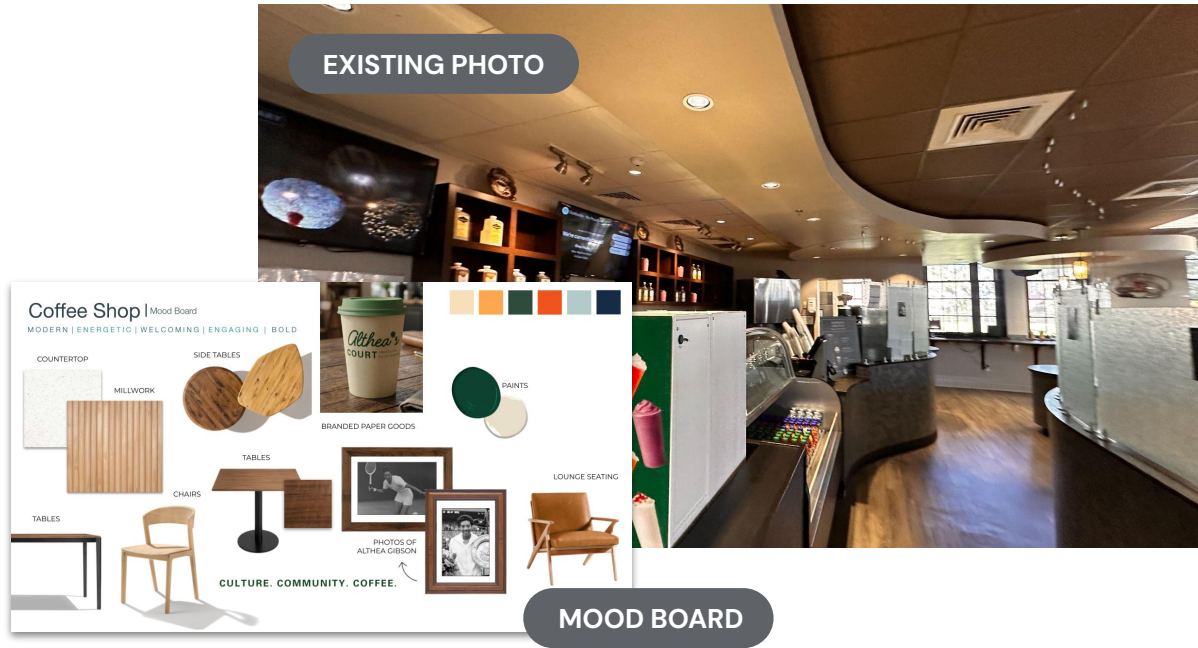 EXISTING PHOTO
Coffee Shop | Mood Board
MODERN | ENERGETIC | WELCOMING | ENGAGING | BOLD
COUNTERTOP
MILLWORK
SIDE TABLES
Althea's
COURT
BRANDED PAPER GOODS
PAINTS
TABLES
CHAIRS
TABLES
LOUNGE SEATING
PHOTOS OF
ALTHEA GIBSON
CULTURE. COMMUNITY. COFFEE.
MOOD BOARD